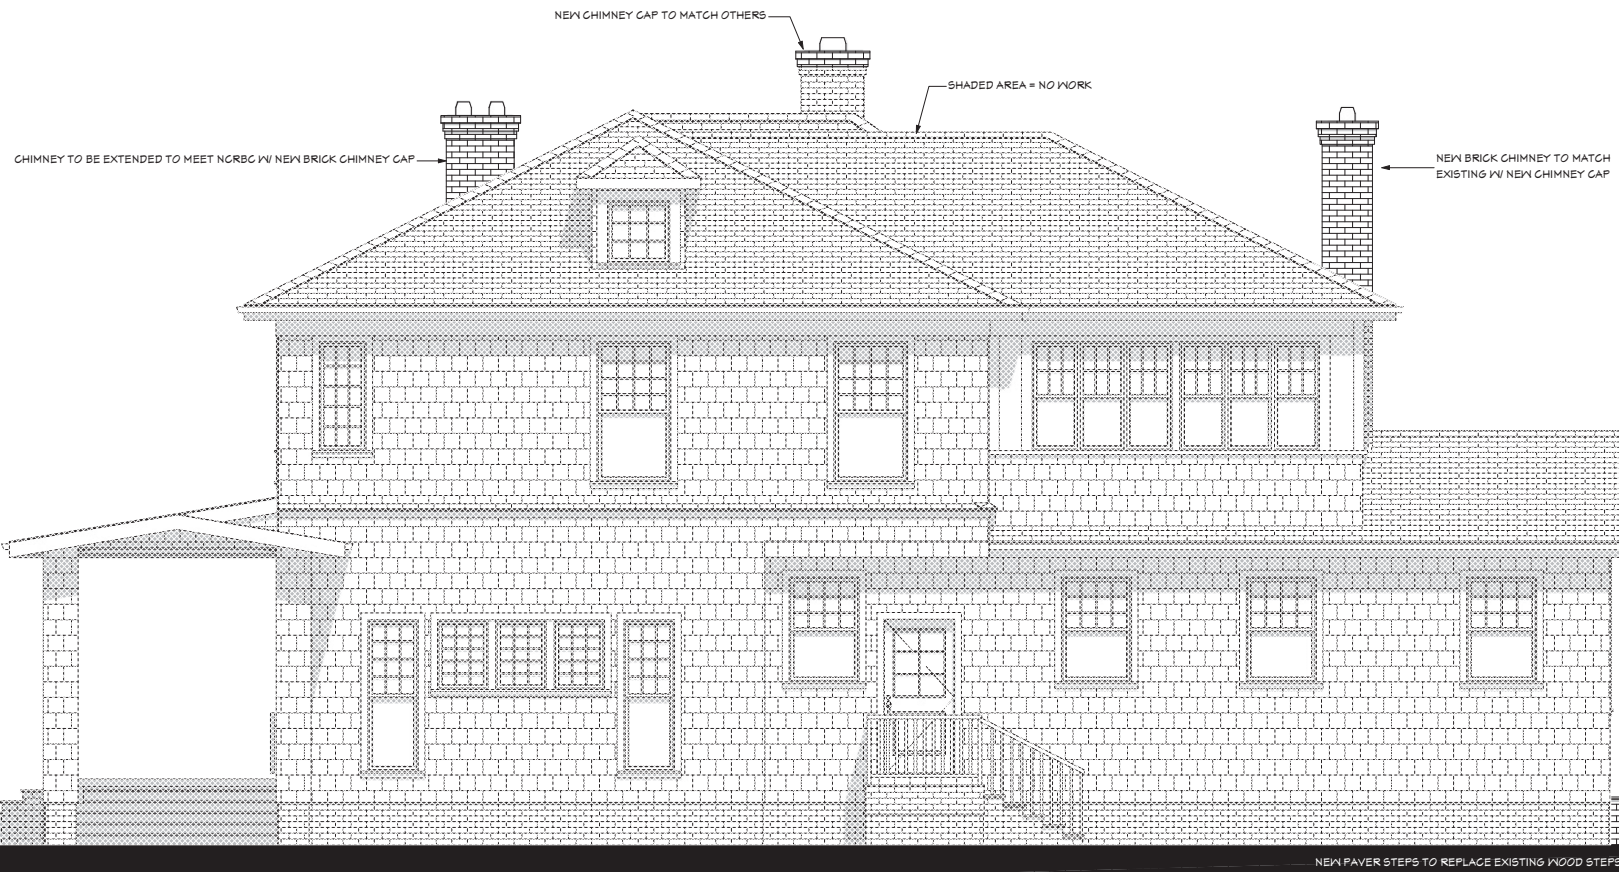 NEW CHIMNEY CAP TO MATCH OTHERS
SHADED AREA = NO WORK
CHIMNEY TO BE EXTENDED TO MEET NCRBC W/ NEW BRICK CHIMNEY CAP
NEW BRICK CHIMNEY TO MATCH
EXISTING W/ NEW CHIMNEY CAP
NEW PAVER STEPS TO REPLACE EXISTING WOOD STEPS